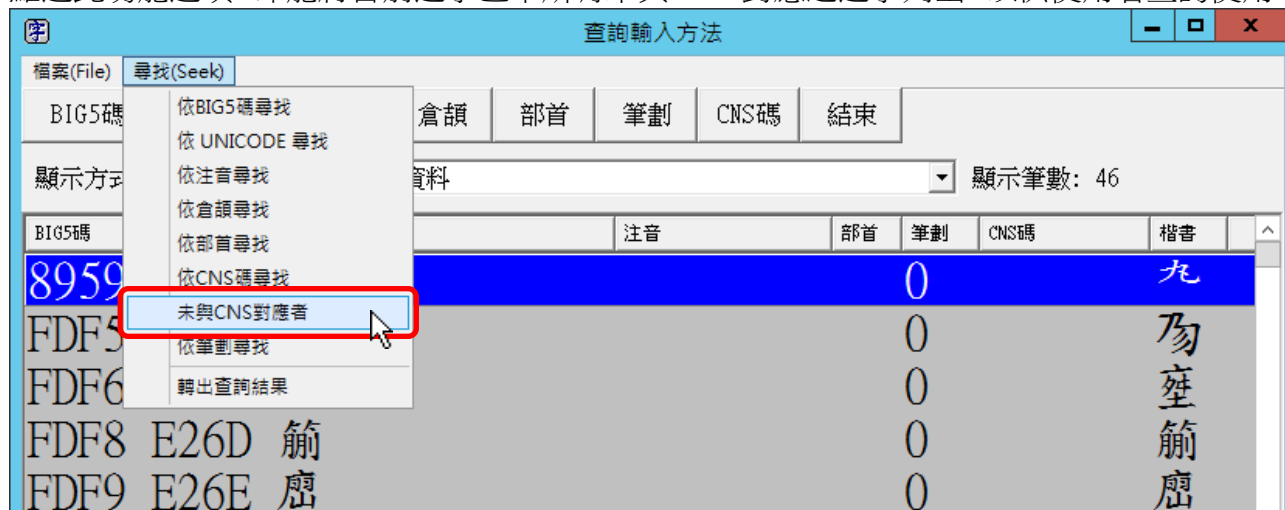 查詢輸入方法
檔案(File) 尋找(Seek)
BIG5碼 倉頡 部首 筆劃 CNS碼 結束
依BIG5碼尋找
依 UNICODE 尋找
依注音尋找
依倉頡尋找
依部首尋找
依CNS碼尋找
未與CNS對應者
依筆劃尋找
轉出查詢結果
顯示方式 資料 顯示筆數: 46
BIG5碼 注音 部首 筆劃 CNS碼 楷書
8959 0
FDF5 0
FDF6 0
FDF8 E26D 0
FDF9 E26E 0